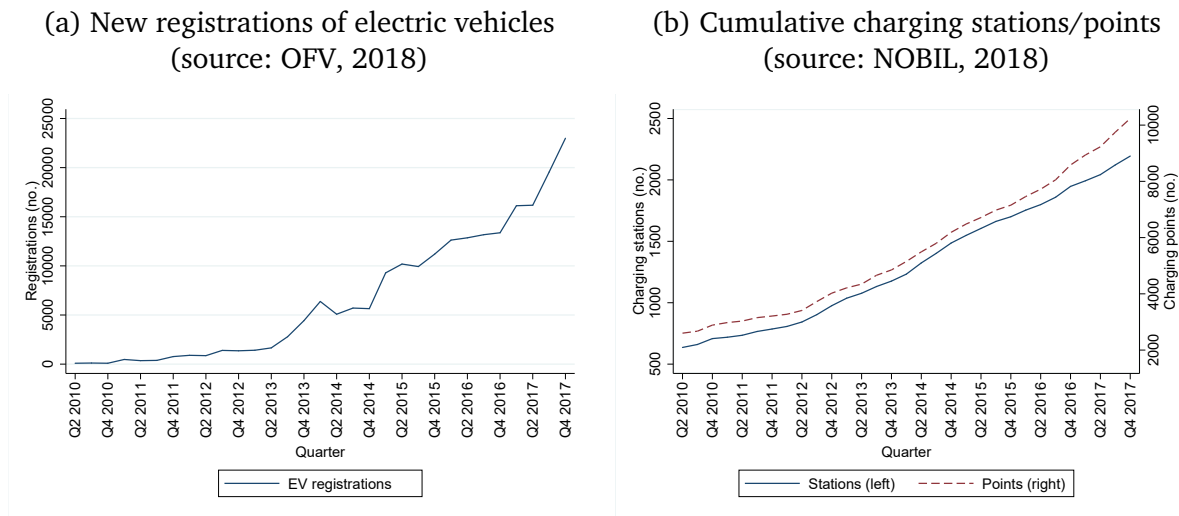 (a) New registrations of electric vehicles
(source: OFV, 2018)
Registrations (no.)
25000
20000
15000
10000
5000
0
Q2 2010
Q4 2010
Q2 2011
Q4 2011
Q2 2012
Q4 2012
Q2 2013
Q4 2013
Q2 2014
Q4 2014
Q2 2015
Q4 2015
Q2 2016
Q4 2016
Q2 2017
Q4 2017
Quarter
EV registrations
(b) Cumulative charging stations/points
(source: NOBIL, 2018)
Charging stations (no.)
2500
2000
1500
1000
500
10000
8000
6000
4000
2000
Charging points (no.)
Q2 2010
Q4 2010
Q2 2011
Q4 2011
Q2 2012
Q4 2012
Q2 2013
Q4 2013
Q2 2014
Q4 2014
Q2 2015
Q4 2015
Q2 2016
Q4 2016
Q2 2017
Q4 2017
Quarter
Stations (left)
Points (right)